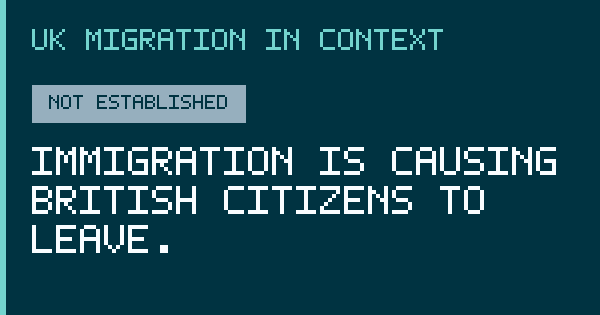 UK MIGRATION IN CONTEXT
NOT ESTABLISHED
IMMIGRATION IS CAUSING
BRITISH CITIZENS TO
LEAVE.